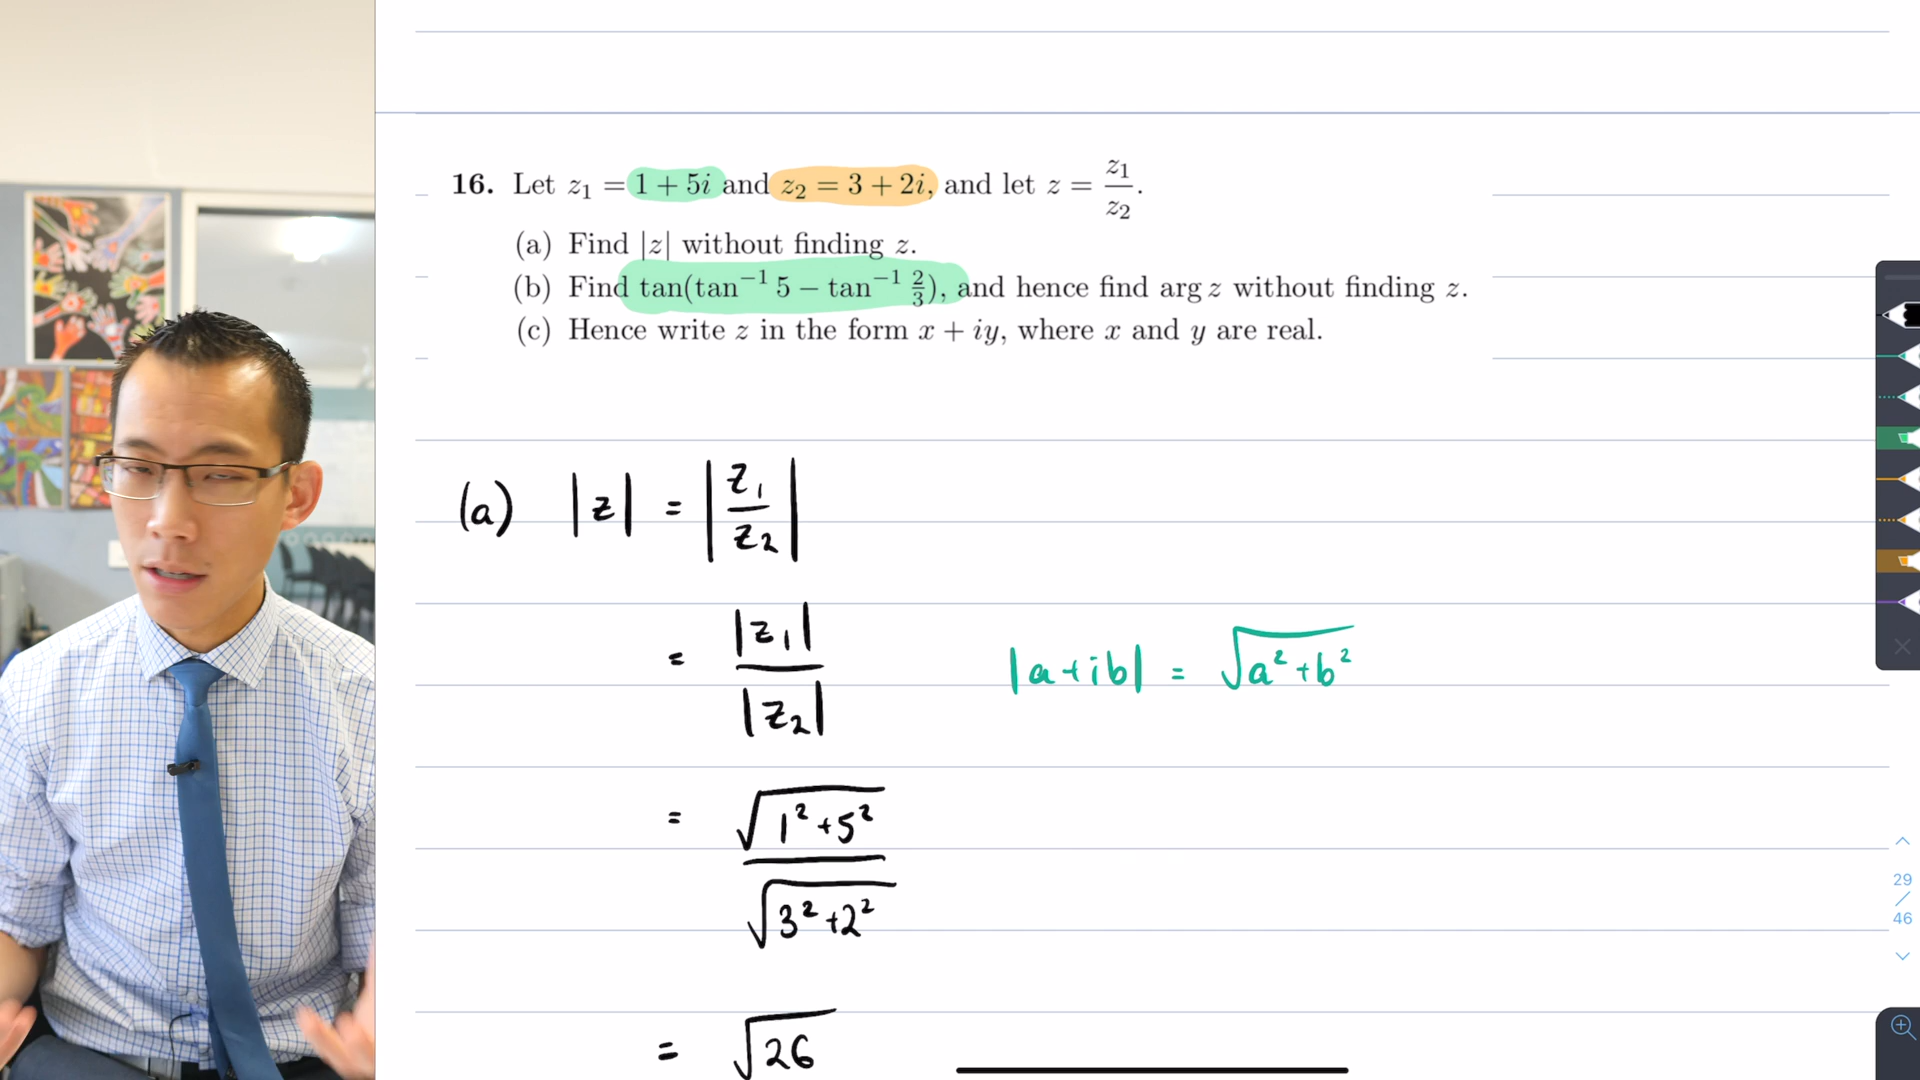 16. Let z₁ = 1 + 5i and z₂ = 3 + 2i, and let z = z₁/z₂.
(a) Find |z| without finding z.
(b) Find tan(tan⁻¹ 5 − tan⁻¹ 2/3), and hence find arg z without finding z.
(c) Hence write z in the form x + iy, where x and y are real.
(a) |z| = |z₁/z₂|
= |z₁|/|z₂|
|a+ib| = √(a²+b²)
= √(1²+5²)/√(3²+2²)
= √26
29
/
46